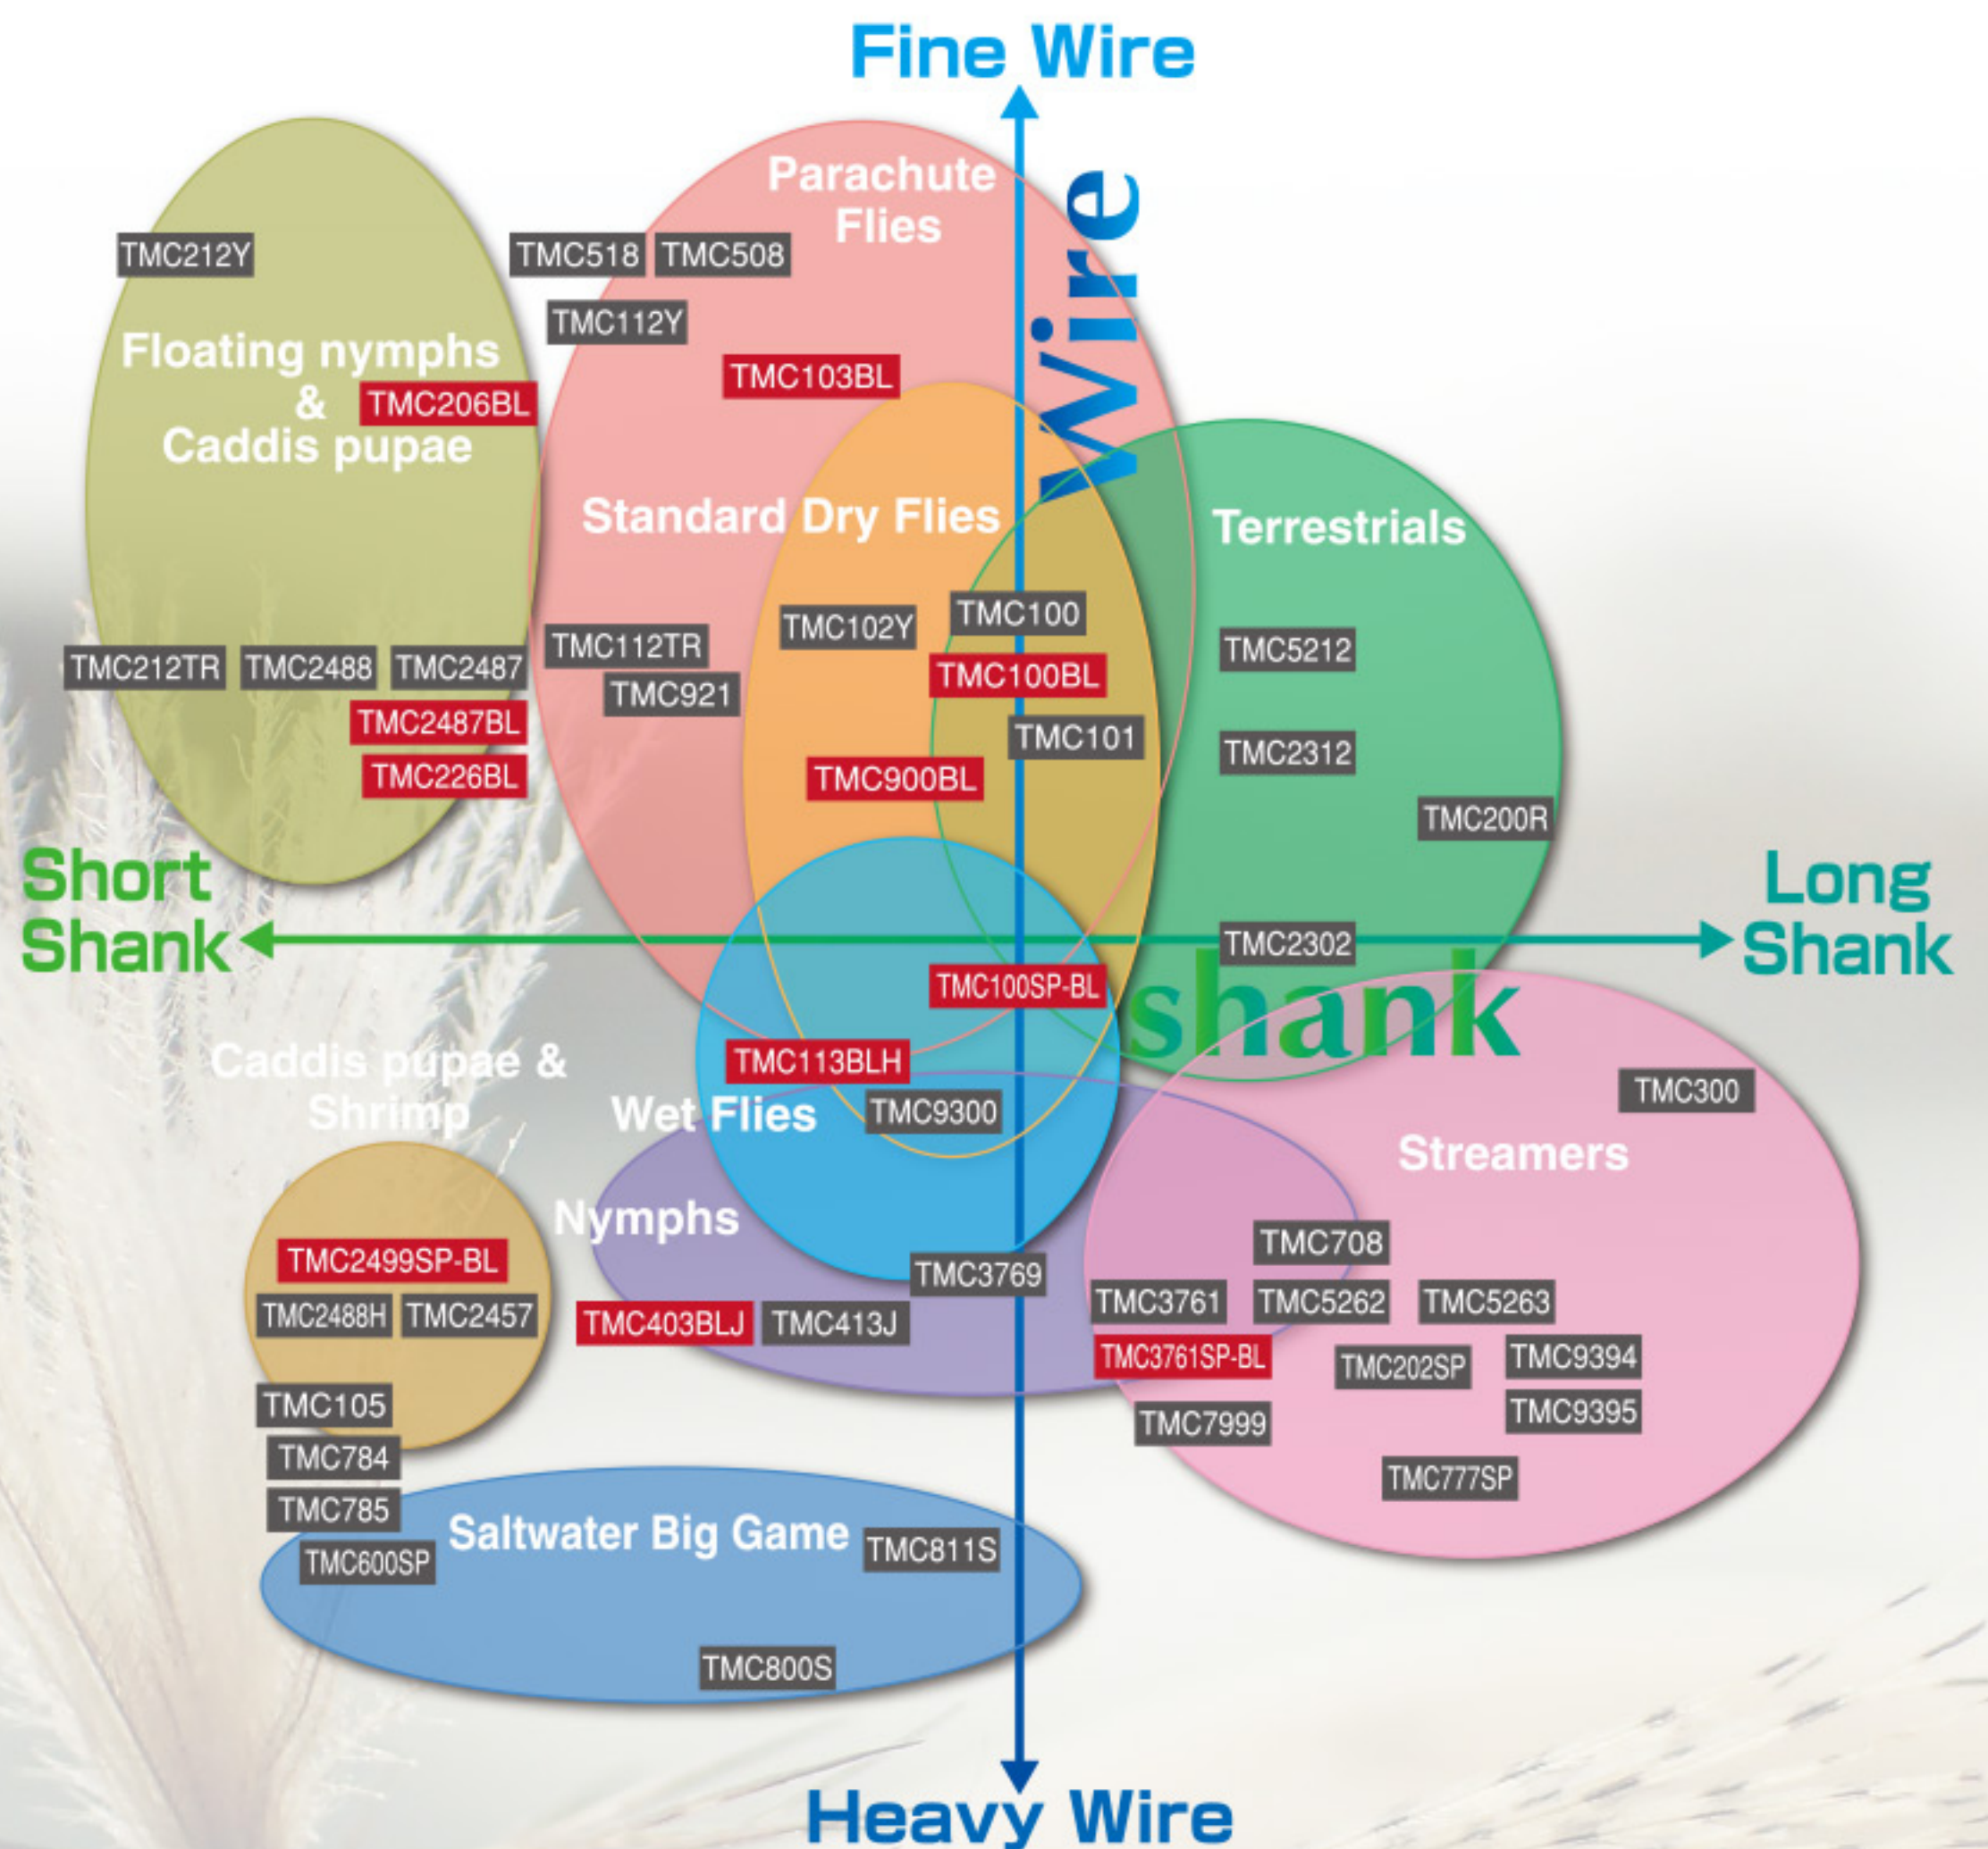 Fine Wire
Wire
Parachute
Flies
TMC212Y
TMC518
TMC508
TMC112Y
Floating nymphs
&
Caddis pupae
TMC206BL
TMC103BL
Standard Dry Flies
Terrestrials
TMC102Y
TMC100
TMC112TR
TMC5212
TMC212TR
TMC2488
TMC2487
TMC921
TMC100BL
TMC2487BL
TMC101
TMC2312
TMC226BL
TMC900BL
TMC200R
Short
Shank
Long
Shank
TMC2302
shank
TMC100SP-BL
Caddis pupae &
Shrimp
TMC113BLH
TMC300
Wet Flies
TMC9300
Streamers
Nymphs
TMC708
TMC2499SP-BL
TMC3769
TMC2488H
TMC2457
TMC403BLJ
TMC413J
TMC3761
TMC5262
TMC5263
TMC3761SP-BL
TMC202SP
TMC9394
TMC105
TMC7999
TMC9395
TMC784
TMC777SP
TMC785
Saltwater Big Game
TMC811S
TMC600SP
TMC800S
Heavy Wire